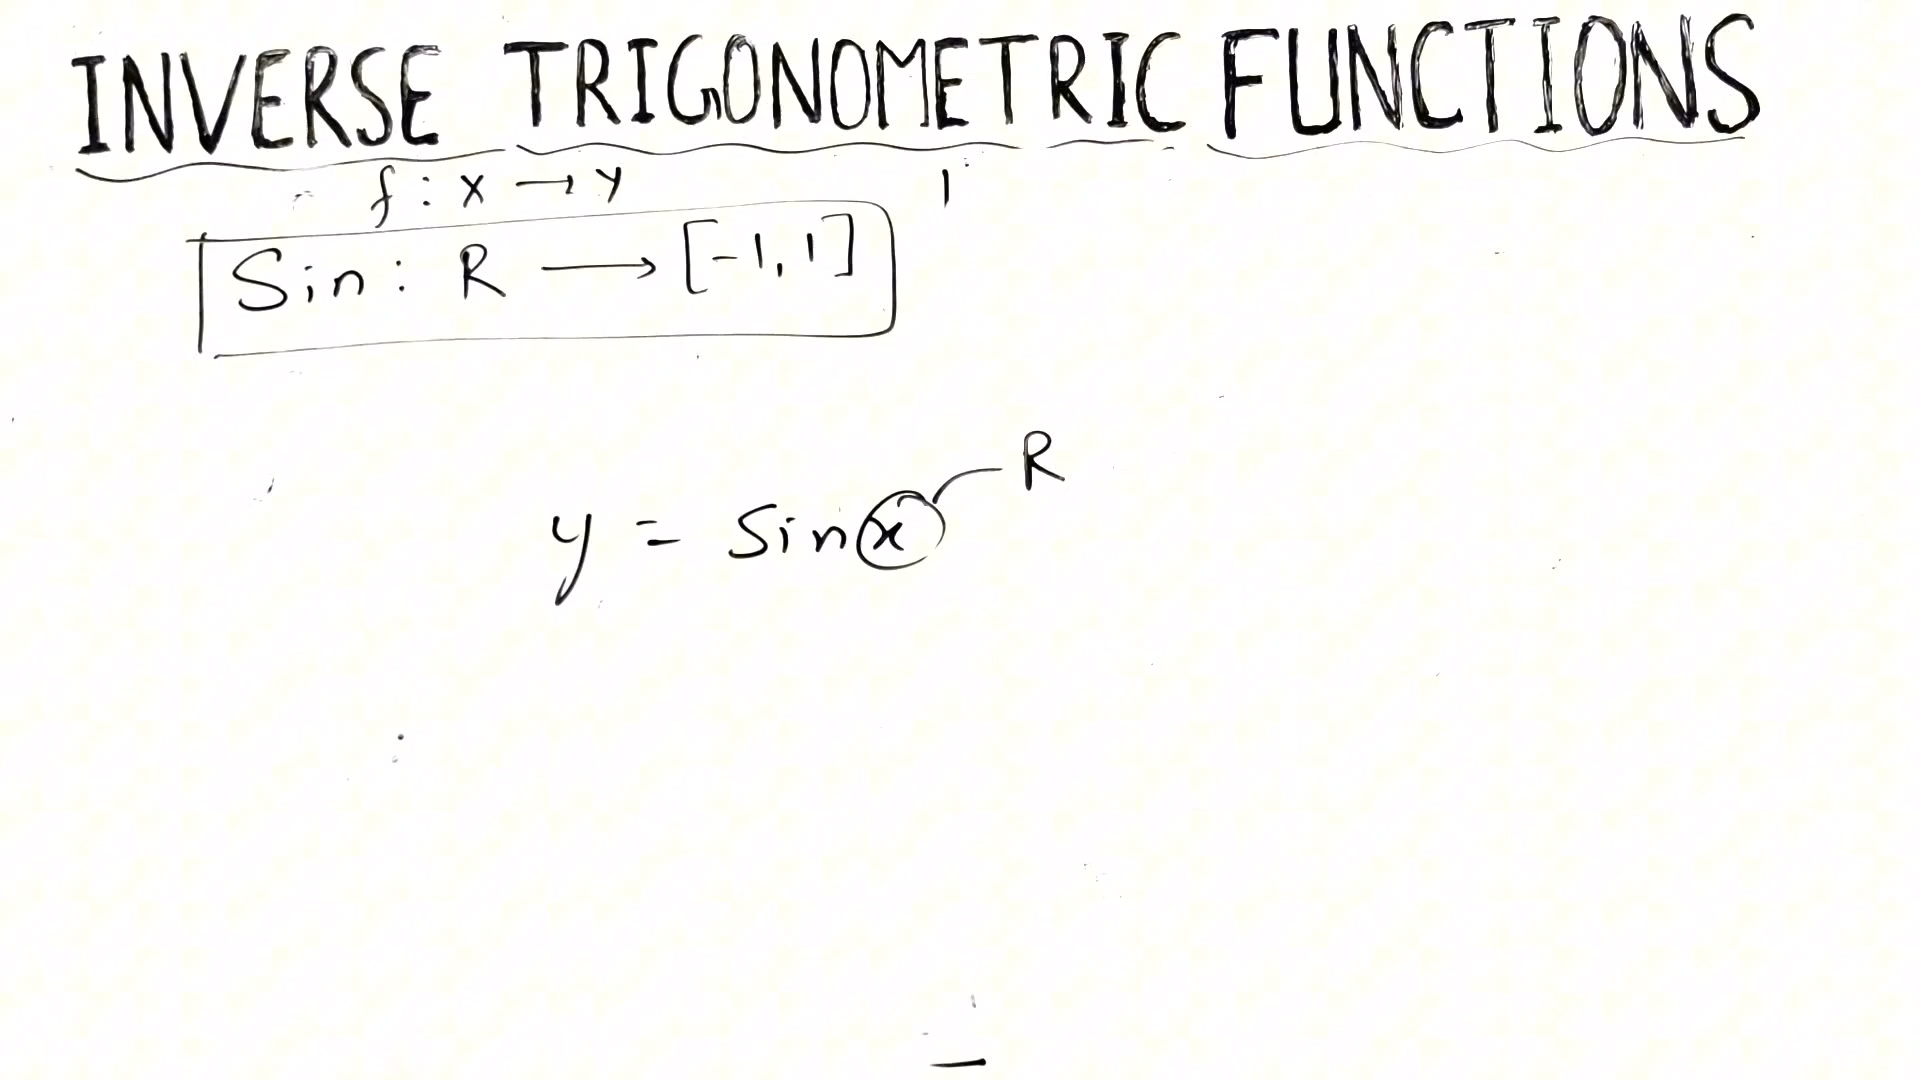 INVERSE TRIGONOMETRIC FUNCTIONS
f : x → y
Sin : R → [-1, 1]
R
y = Sin x